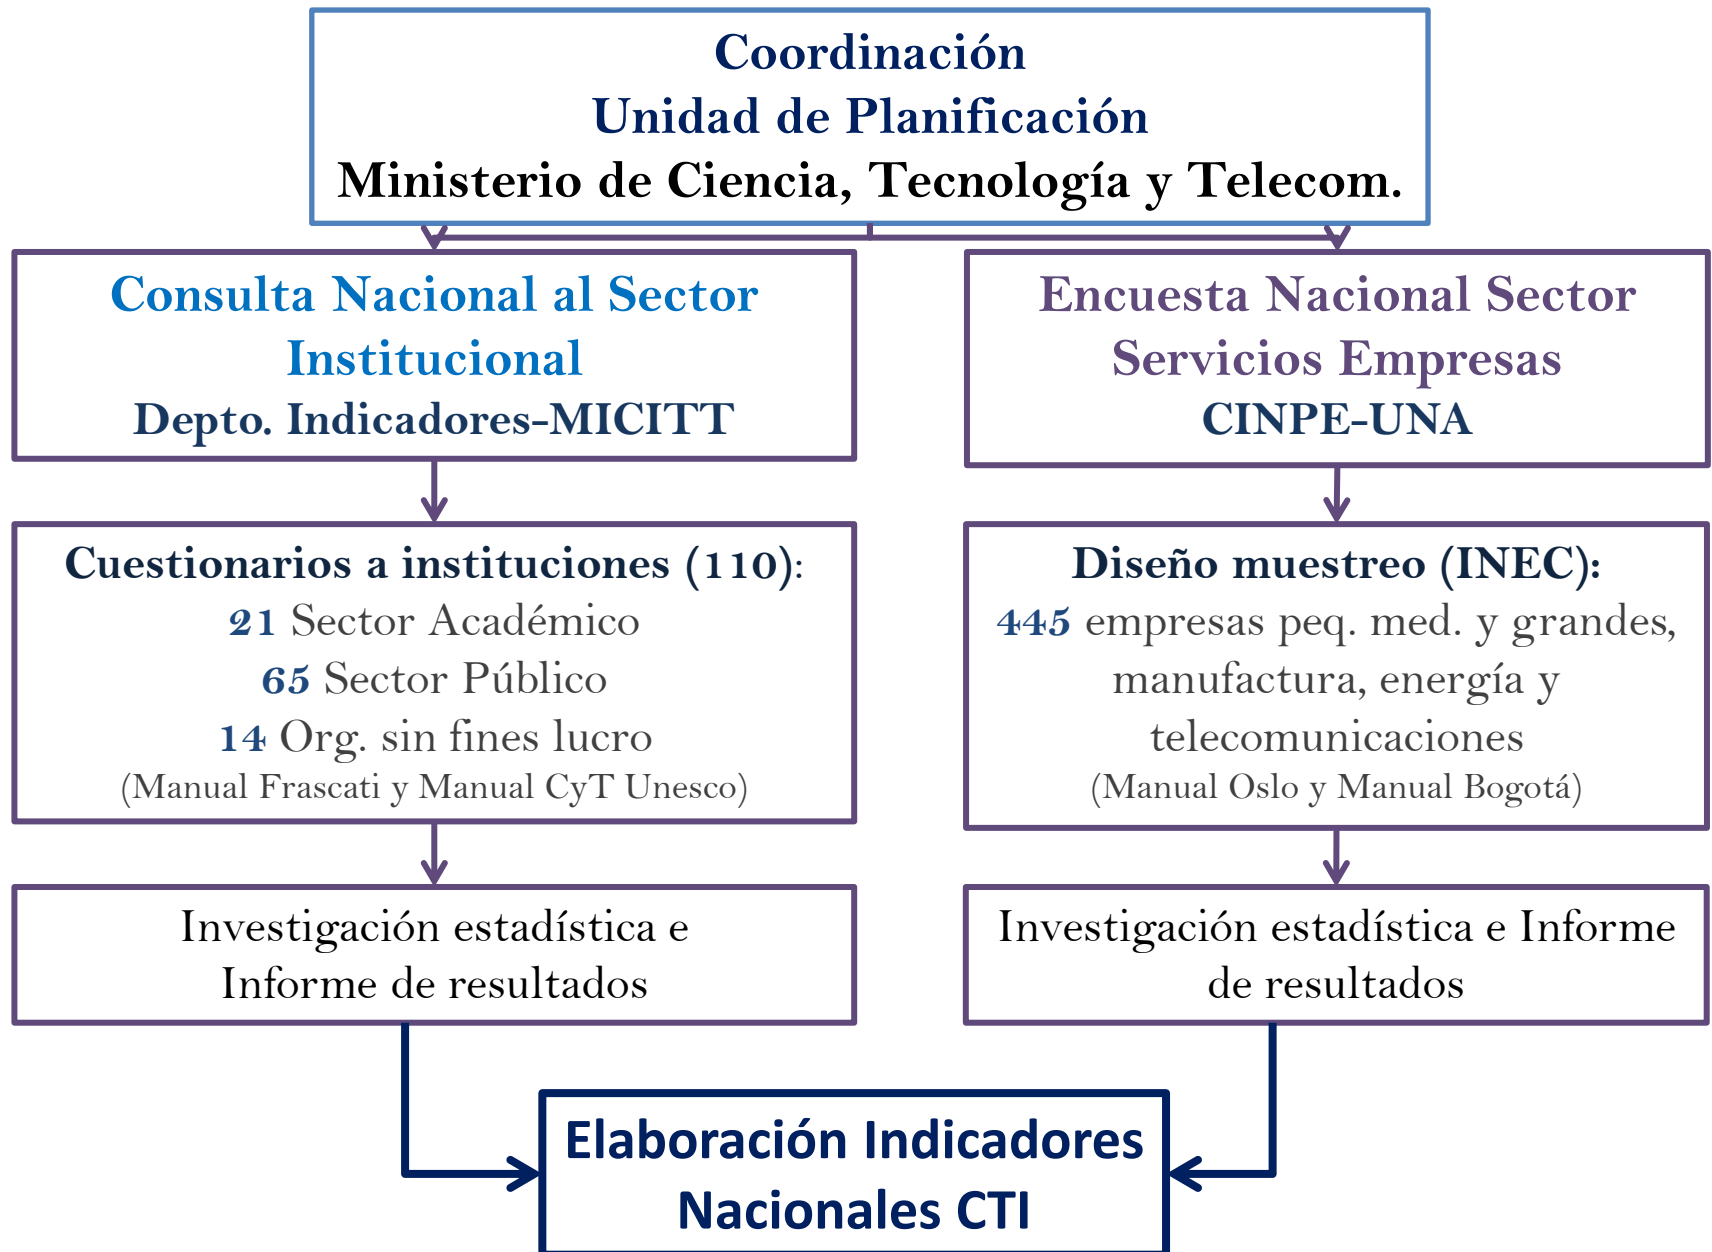 Coordinación
Unidad de Planificación
Ministerio de Ciencia, Tecnología y Telecom.
Consulta Nacional al Sector
Institucional
Depto. Indicadores-MICITT
Encuesta Nacional Sector
Servicios Empresas
CINPE-UNA
Cuestionarios a instituciones (110):
21 Sector Académico
65 Sector Público
14 Org. sin fines lucro
(Manual Frascati y Manual CyT Unesco)
Diseño muestreo (INEC):
445 empresas peq. med. y grandes,
manufactura, energía y
telecomunicaciones
(Manual Oslo y Manual Bogotá)
Investigación estadística e
Informe de resultados
Investigación estadística e Informe
de resultados
Elaboración Indicadores
Nacionales CTI